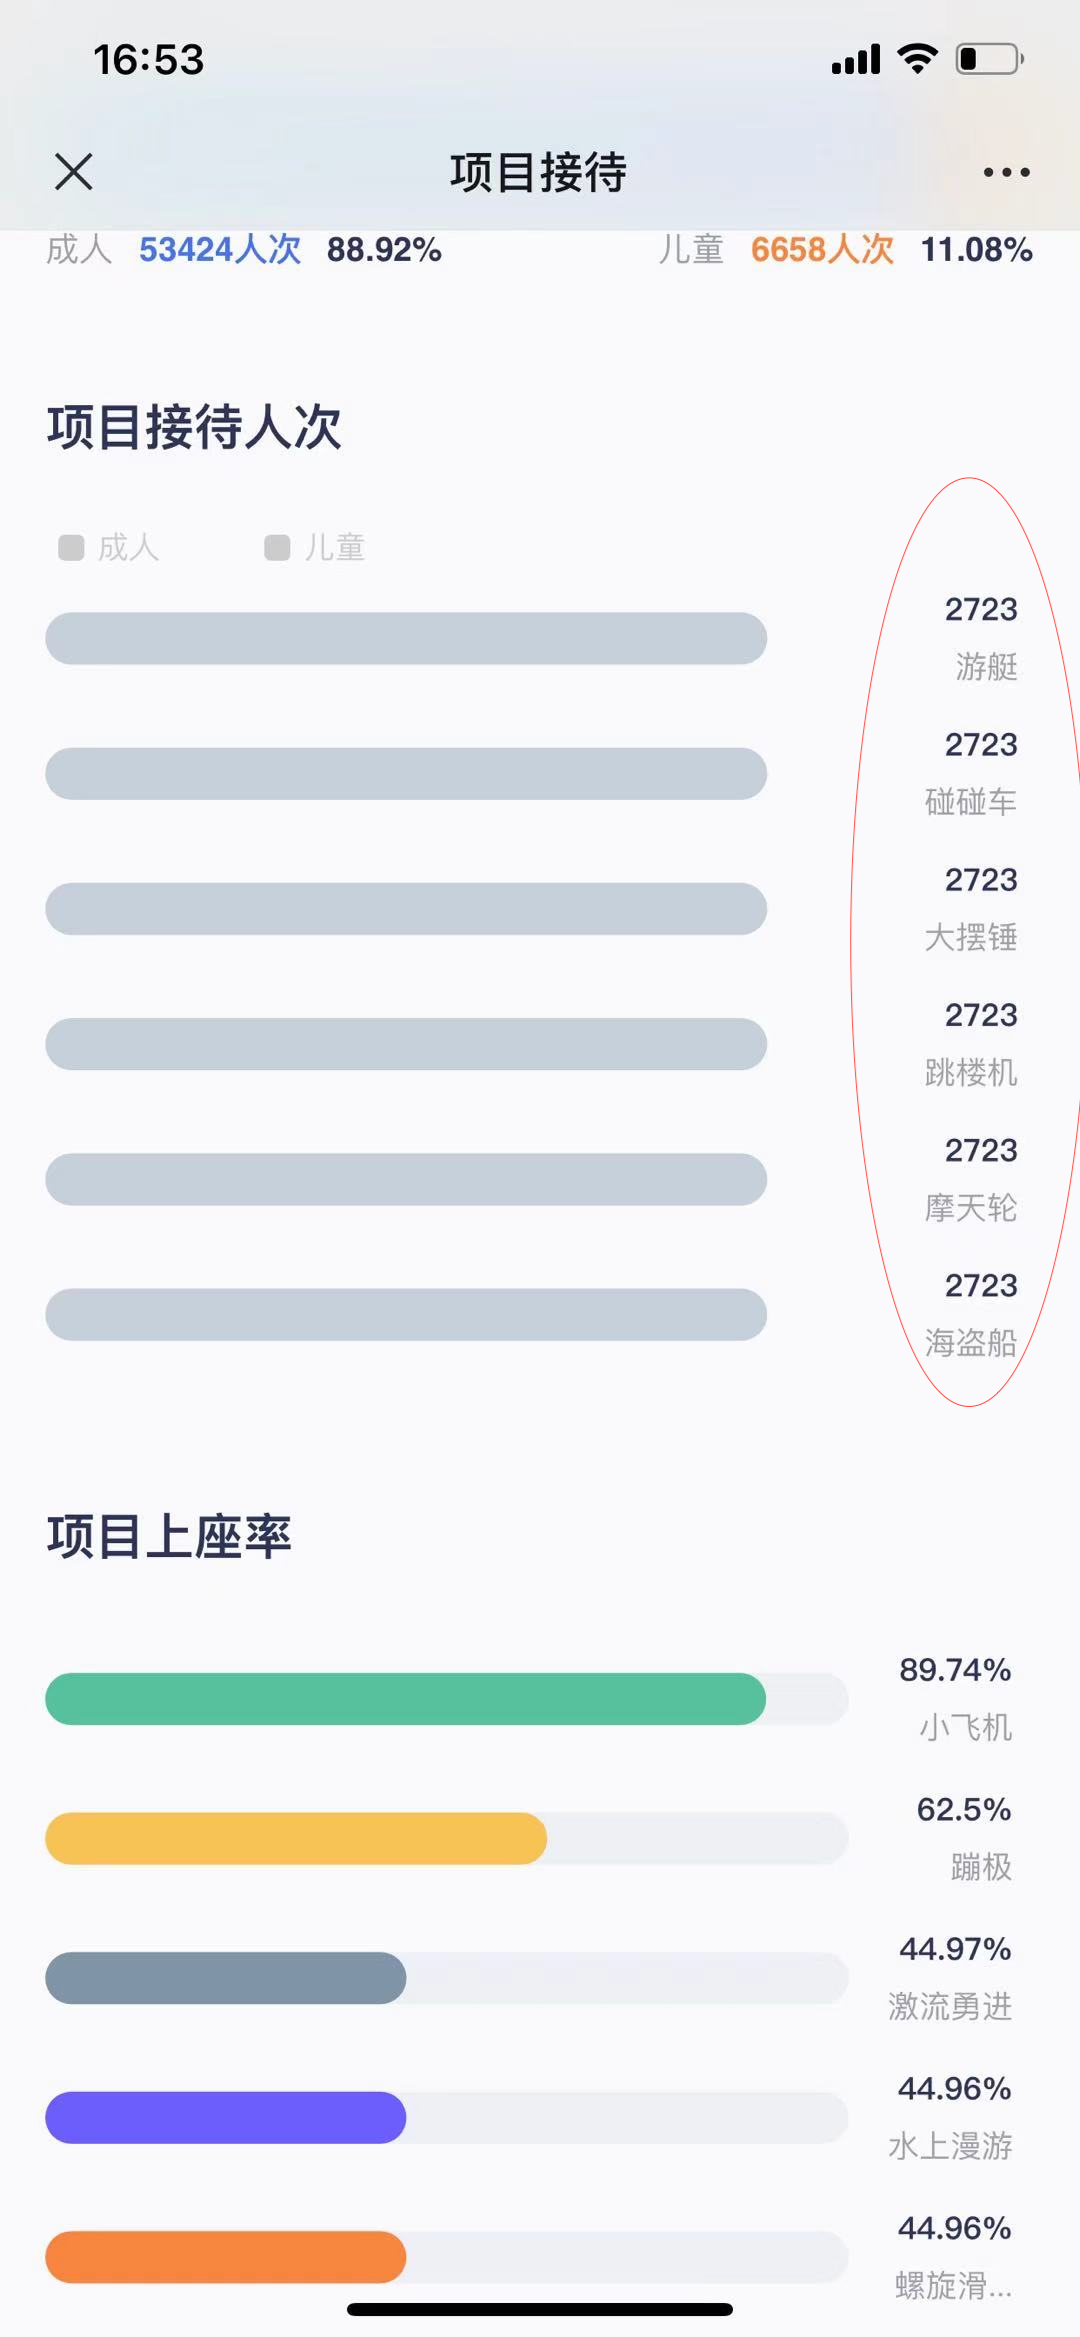 16:53
项目接待
成人 53424人次 88.92% 儿童 6658人次 11.08%
项目接待人次
成人 儿童
2723
游艇
2723
碰碰车
2723
大摆锤
2723
跳楼机
2723
摩天轮
2723
海盗船
项目上座率
89.74%
小飞机
62.5%
蹦极
44.97%
激流勇进
44.96%
水上漫游
44.96%
螺旋滑...